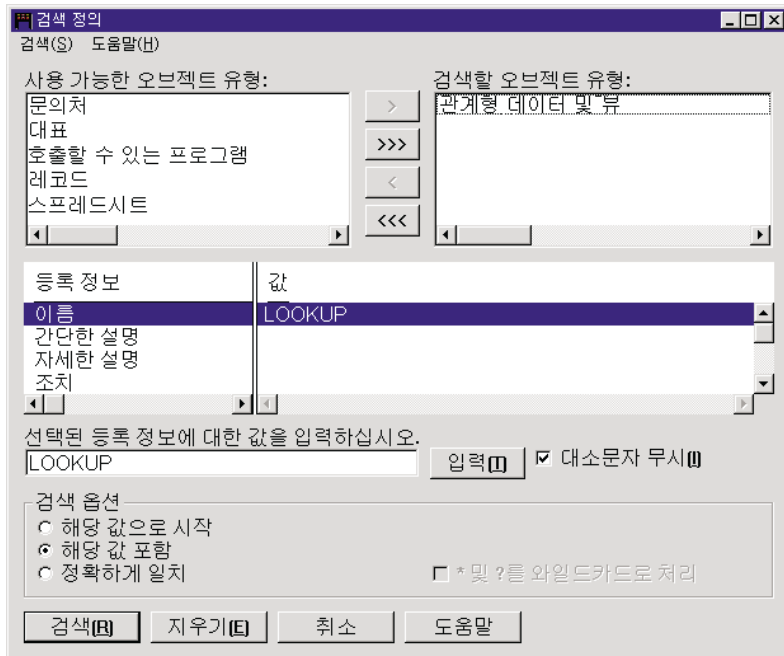 검색 정의
검색(S) 도움말(H)
사용 가능한 오브젝트 유형:
문의처
대표
호출할 수 있는 프로그램
레코드
스프레드시트
>
>>>
<
<<<
검색할 오브젝트 유형:
관계형 데이터 및 뷰
등록 정보 값
이름 LOOKUP
간단한 설명
자세한 설명
조치
선택된 등록 정보에 대한 값을 입력하십시오.
LOOKUP 입력(T) 대소문자 무시(I)
검색 옵션
해당 값으로 시작
해당 값 포함
정확하게 일치 * 및 ?를 와일드카드로 처리
검색(R) 지우기(E) 취소 도움말